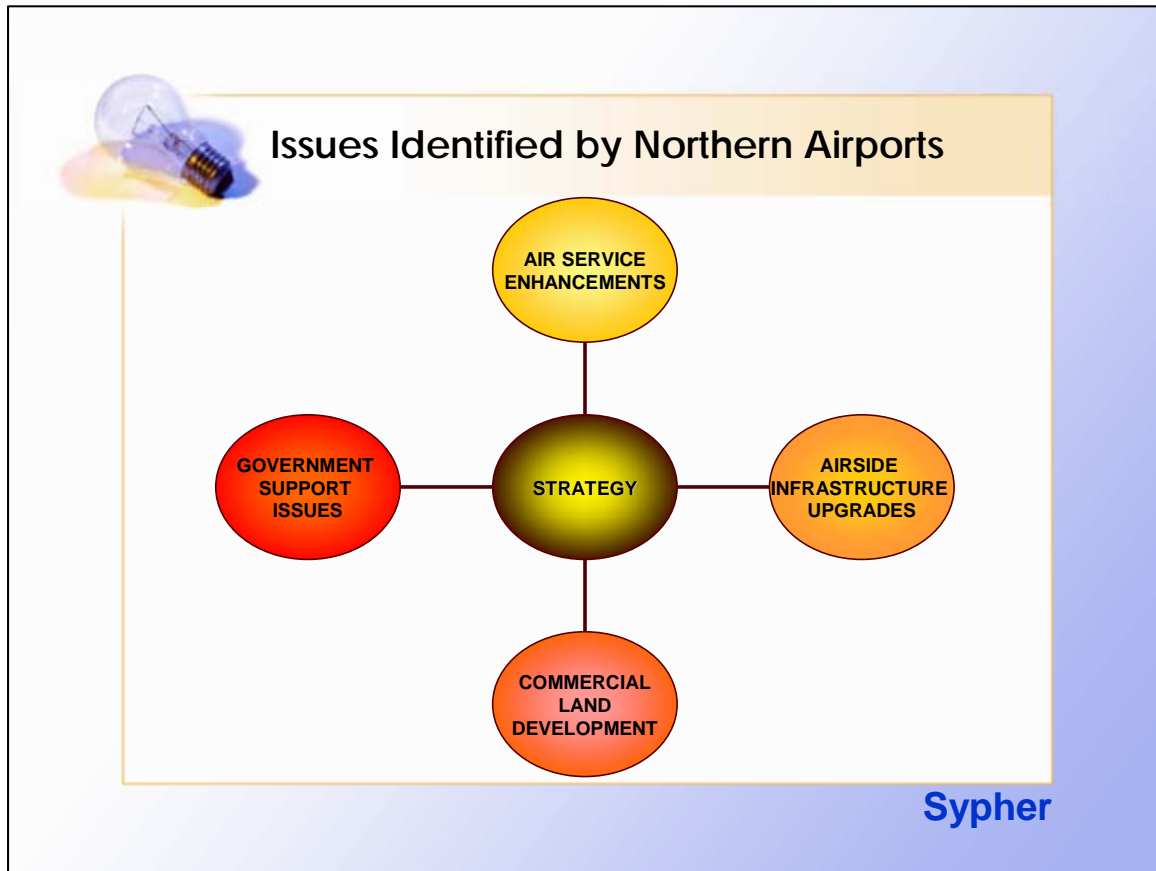 Issues Identified by Northern Airports
AIR SERVICE
ENHANCEMENTS
GOVERNMENT
SUPPORT
ISSUES
STRATEGY
AIRSIDE
INFRASTRUCTURE
UPGRADES
COMMERCIAL
LAND
DEVELOPMENT
Sypher